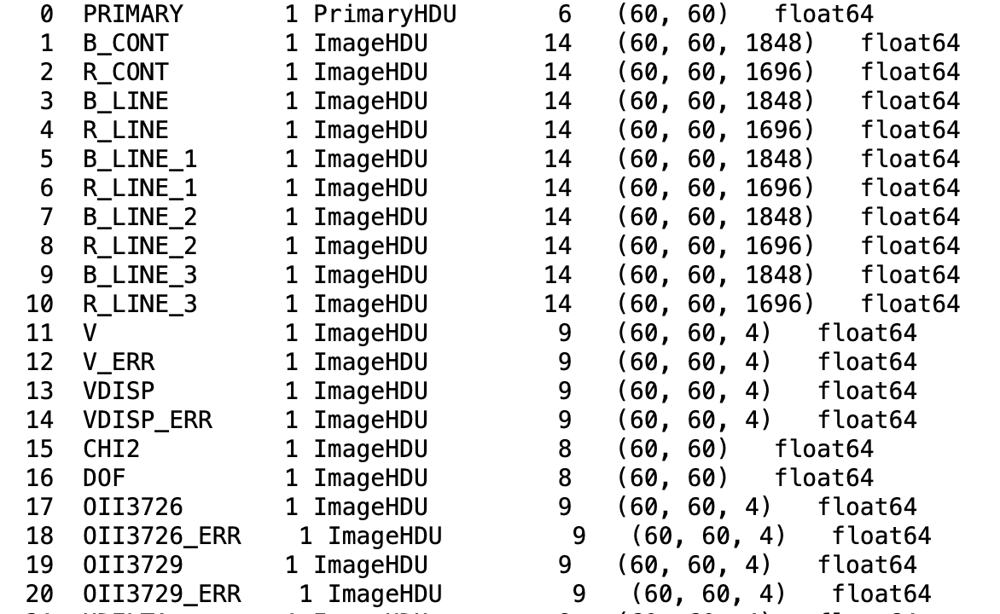 0 PRIMARY 1 PrimaryHDU 6 (60, 60) float64
1 B_CONT 1 ImageHDU 14 (60, 60, 1848) float64
2 R_CONT 1 ImageHDU 14 (60, 60, 1696) float64
3 B_LINE 1 ImageHDU 14 (60, 60, 1848) float64
4 R_LINE 1 ImageHDU 14 (60, 60, 1696) float64
5 B_LINE_1 1 ImageHDU 14 (60, 60, 1848) float64
6 R_LINE_1 1 ImageHDU 14 (60, 60, 1696) float64
7 B_LINE_2 1 ImageHDU 14 (60, 60, 1848) float64
8 R_LINE_2 1 ImageHDU 14 (60, 60, 1696) float64
9 B_LINE_3 1 ImageHDU 14 (60, 60, 1848) float64
10 R_LINE_3 1 ImageHDU 14 (60, 60, 1696) float64
11 V 1 ImageHDU 9 (60, 60, 4) float64
12 V_ERR 1 ImageHDU 9 (60, 60, 4) float64
13 VDISP 1 ImageHDU 9 (60, 60, 4) float64
14 VDISP_ERR 1 ImageHDU 9 (60, 60, 4) float64
15 CHI2 1 ImageHDU 8 (60, 60) float64
16 DOF 1 ImageHDU 8 (60, 60) float64
17 OII3726 1 ImageHDU 9 (60, 60, 4) float64
18 OII3726_ERR 1 ImageHDU 9 (60, 60, 4) float64
19 OII3729 1 ImageHDU 9 (60, 60, 4) float64
20 OII3729_ERR 1 ImageHDU 9 (60, 60, 4) float64